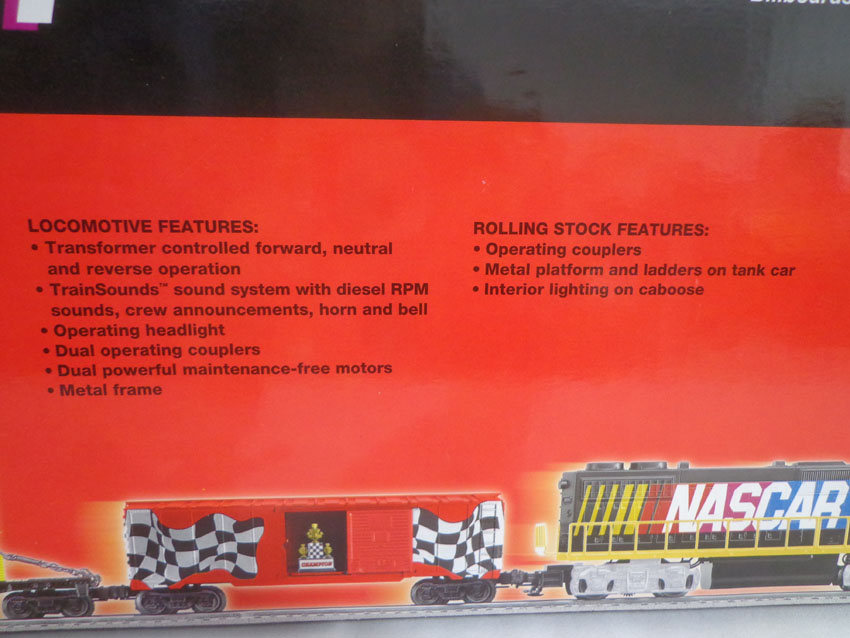 LOCOMOTIVE FEATURES:
• Transformer controlled forward, neutral
and reverse operation
• TrainSounds™ sound system with diesel RPM
sounds, crew announcements, horn and bell
• Operating headlight
• Dual operating couplers
• Dual powerful maintenance-free motors
• Metal frame
ROLLING STOCK FEATURES:
• Operating couplers
• Metal platform and ladders on tank car
• Interior lighting on caboose
CHAMPION
NASCAR